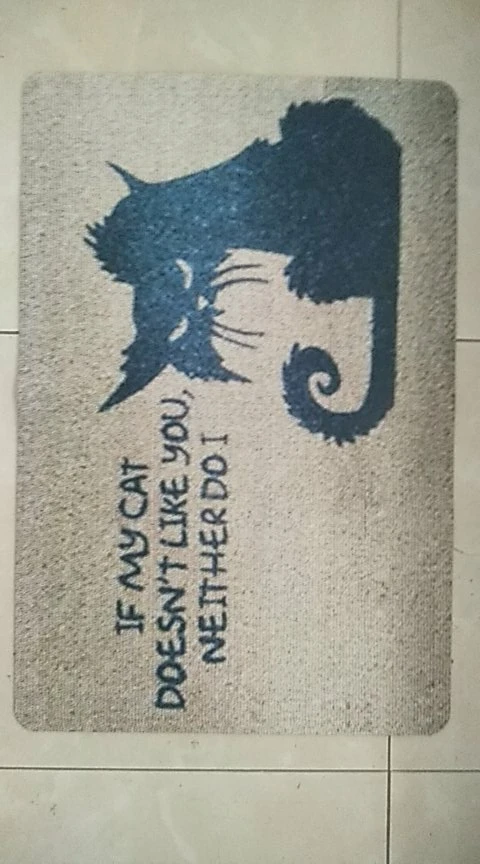 IF MY CAT
DOESN'T LIKE YOU,
NEITHER DO I